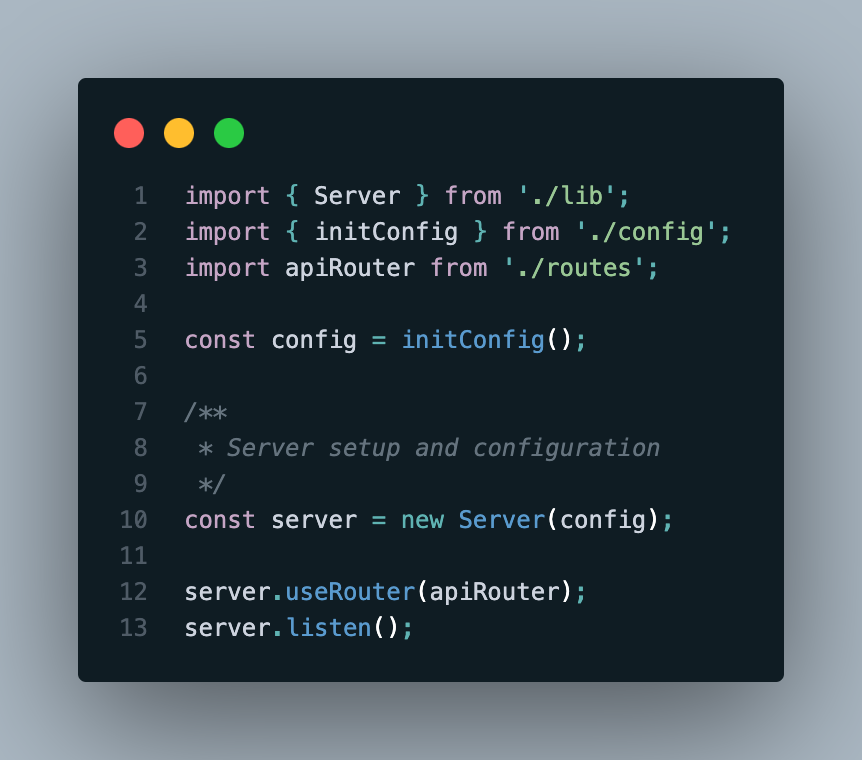 1 import { Server } from './lib';
2 import { initConfig } from './config';
3 import apiRouter from './routes';
4
5 const config = initConfig();
6
7 /**
8  * Server setup and configuration
9  */
10 const server = new Server(config);
11
12 server.useRouter(apiRouter);
13 server.listen();